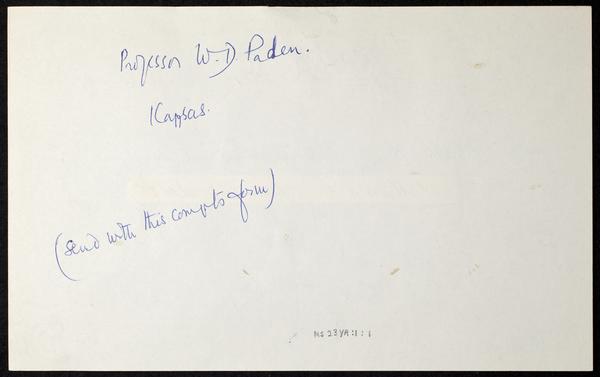 Professor W.D. Paden.
Kansas.
(Send with this compts form)
MS 23YA:1:1